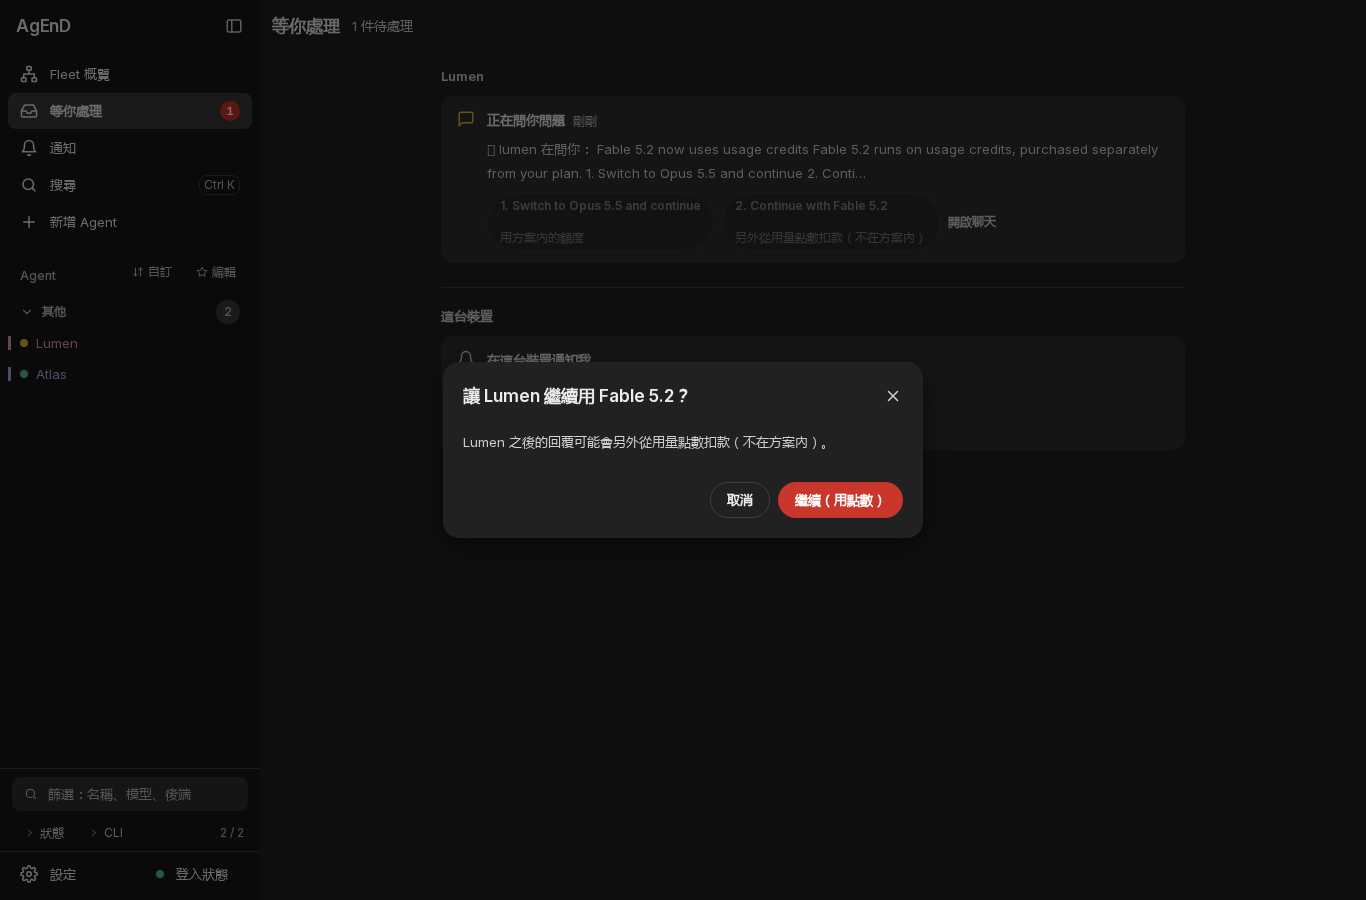 AgEnD
Fleet 概覽
等你處理 1
通知
搜尋 Ctrl K
新增 Agent
Agent 自訂 編輯
其他 2
Lumen
Atlas
篩選：名稱、模型、後端
狀態 CLI 2 / 2
設定 登入狀態
等你處理 1 件待處理
Lumen
正在問你問題 剛剛
lumen 在問你： Fable 5.2 now uses usage credits Fable 5.2 runs on usage credits, purchased separately
from your plan. 1. Switch to Opus 5.5 and continue 2. Conti…
1. Switch to Opus 5.5 and continue
用方案內的額度
2. Continue with Fable 5.2
另外從用量點數扣款（不在方案內）
開啟聊天
這台裝置
在這台裝置通知我
讓 Lumen 繼續用 Fable 5.2？
Lumen 之後的回覆可能會另外從用量點數扣款（不在方案內）。
取消
繼續（用點數）